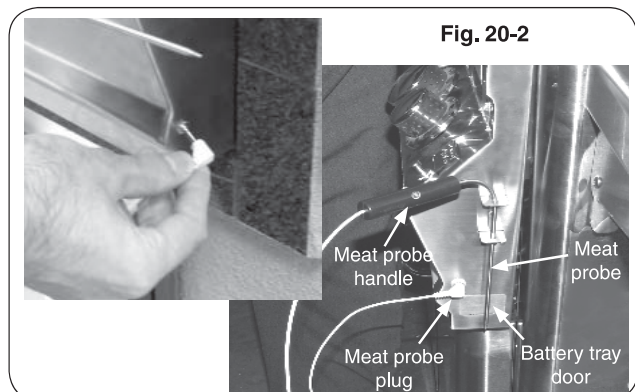 Fig. 20-2
Meat probe
handle
Meat
probe
Meat probe
plug
Battery tray
door